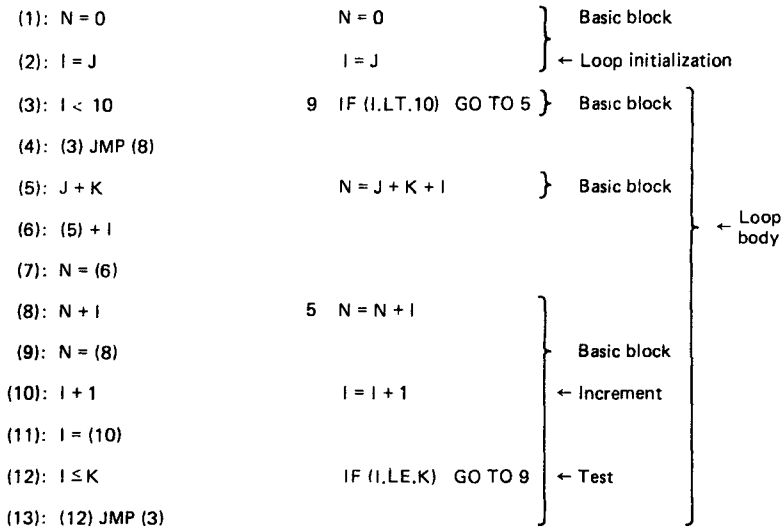 (1): N = 0 N = 0 Basic block
(2): I = J I = J ← Loop initialization
(3): I < 10 9 IF (I.LT.10) GO TO 5 } Basic block
(4): (3) JMP (8)
(5): J + K N = J + K + I } Basic block
(6): (5) + I ← Loop body
(7): N = (6)
(8): N + I 5 N = N + I
(9): N = (8) Basic block
(10): I + 1 I = I + 1 ← Increment
(11): I = (10)
(12): I ≤ K IF (I.LE.K) GO TO 9 ← Test
(13): (12) JMP (3)